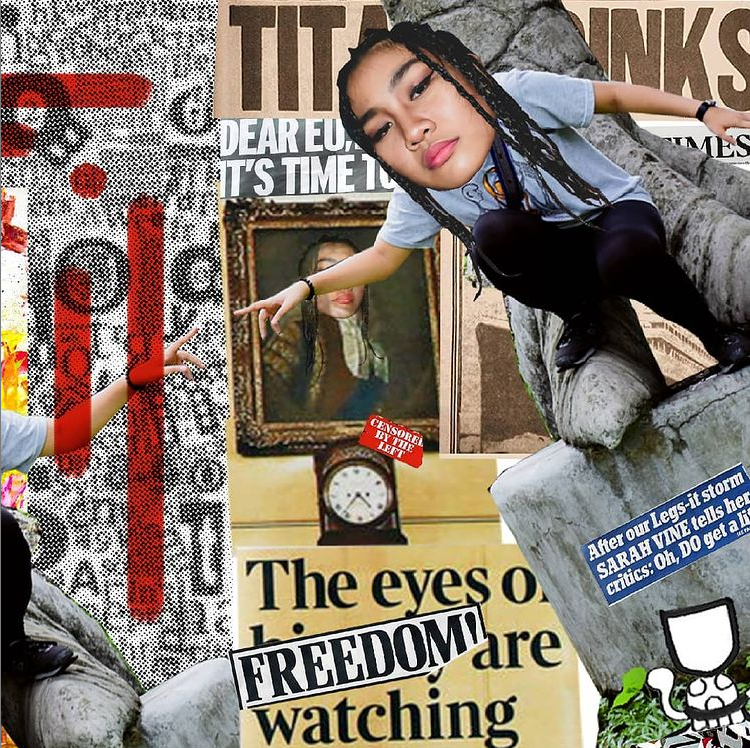 TITA
INKS
DEAR EU,
IT'S TIME TO
TIMES
CENSORED
BY THE
LEFT
After our Legs-it storm
SARAH VINE tells her
critics: Oh, DO get a li
The eyes o
FREEDOM!
are
watching